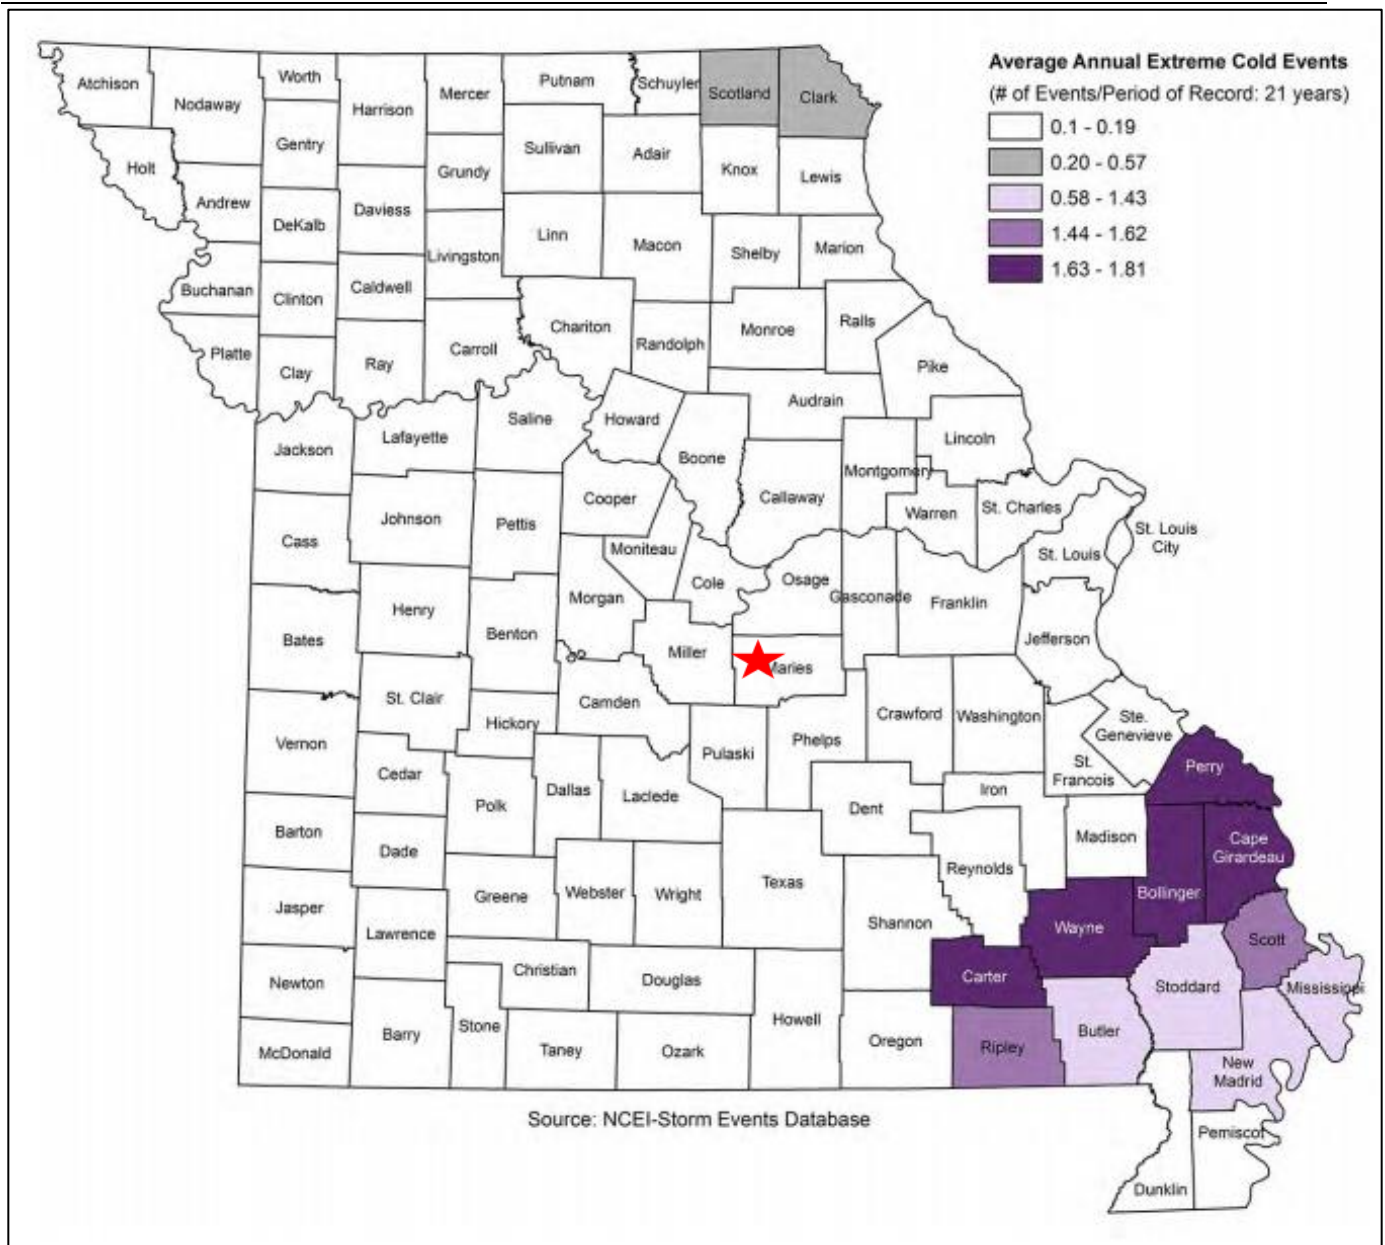 Average Annual Extreme Cold Events
(# of Events/Period of Record: 21 years)
0.1 - 0.19
0.20 - 0.57
0.58 - 1.43
1.44 - 1.62
1.63 - 1.81
Atchison
Nodaway
Worth
Harrison
Mercer
Putnam
Schuyler
Scotland
Clark
Gentry
Holt
Grundy
Sullivan
Adair
Knox
Lewis
Andrew
DeKalb
Daviess
Livingston
Linn
Macon
Shelby
Marion
Buchanan
Clinton
Caldwell
Chariton
Randolph
Monroe
Ralls
Platte
Clay
Ray
Carroll
Pike
Audrain
Jackson
Lafayette
Saline
Howard
Boone
Lincoln
Montgomery
Callaway
Cooper
Warren
St. Charles
Cass
Johnson
Pettis
Moniteau
St. Louis
St. Louis
City
Cole
Osage
Gasconade
Franklin
Morgan
Henry
Bates
Benton
Miller
Maries
Jefferson
St. Clair
Camden
Hickory
Crawford
Washington
Ste.
Genevieve
Vernon
Cedar
Pulaski
Phelps
St.
Francois
Perry
Polk
Dallas
Laclede
Dent
Iron
Barton
Dade
Madison
Cape
Girardeau
Jasper
Greene
Webster
Wright
Texas
Reynolds
Bollinger
Lawrence
Shannon
Wayne
Scott
Newton
Christian
Douglas
Carter
Stoddard
Mississippi
McDonald
Barry
Stone
Taney
Ozark
Howell
Oregon
Ripley
Butler
New
Madrid
Pemiscot
Dunklin
Source: NCEI-Storm Events Database